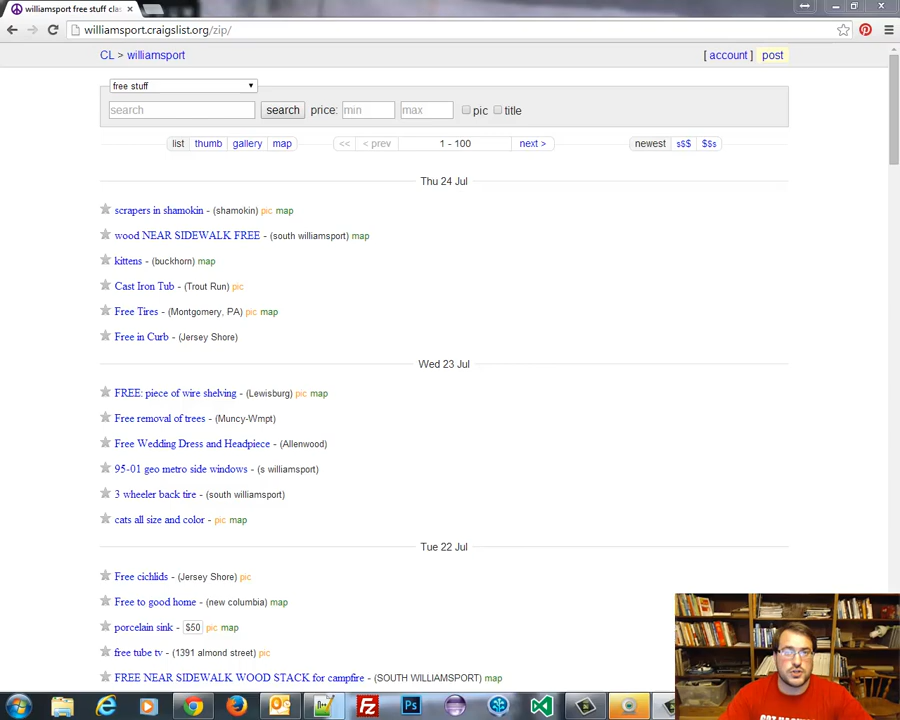 williamsport free stuff clas
williamsport.craigslist.org/zip/
CL > williamsport
[ account ] post
free stuff
search search price: min max pic title
list thumb gallery map << < prev 1 - 100 next > newest s$$ $$s
Thu 24 Jul
scrapers in shamokin - (shamokin) pic map
wood NEAR SIDEWALK FREE - (south williamsport) map
kittens - (buckhorn) map
Cast Iron Tub - (Trout Run) pic
Free Tires - (Montgomery, PA) pic map
Free in Curb - (Jersey Shore)
Wed 23 Jul
FREE: piece of wire shelving - (Lewisburg) pic map
Free removal of trees - (Muncy-Wmpt)
Free Wedding Dress and Headpiece - (Allenwood)
95-01 geo metro side windows - (s williamsport)
3 wheeler back tire - (south williamsport)
cats all size and color - pic map
Tue 22 Jul
Free cichlids - (Jersey Shore) pic
Free to good home - (new columbia) map
porcelain sink - $50 pic map
free tube tv - (1391 almond street) pic
FREE NEAR SIDEWALK WOOD STACK for campfire - (SOUTH WILLIAMSPORT) map
Fz
Ps